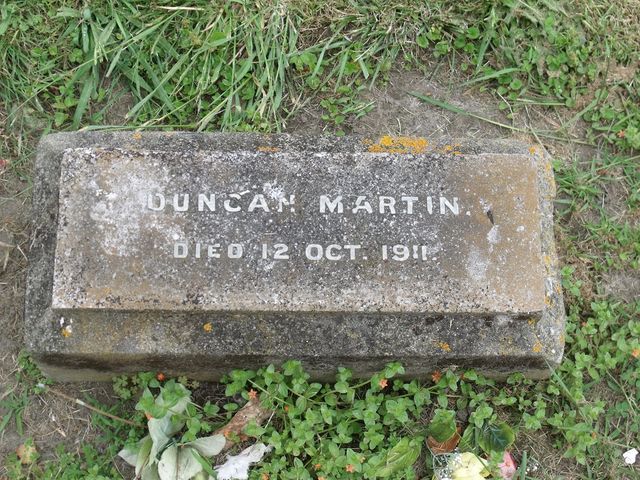 DUNCAN MARTIN.
DIED 12 OCT. 1911.